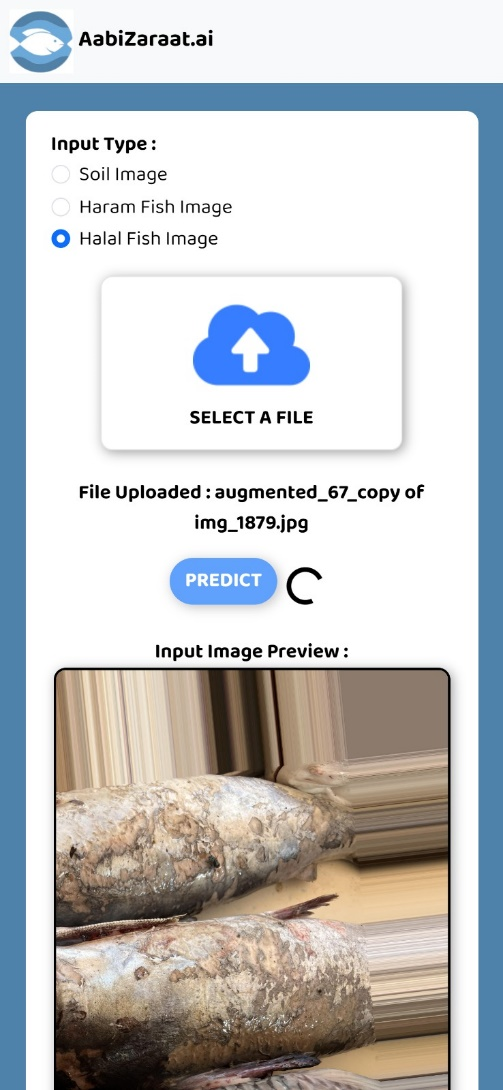 AabiZaraat.ai
Input Type :
Soil Image
Haram Fish Image
Halal Fish Image
SELECT A FILE
File Uploaded : augmented_67_copy of
img_1879.jpg
PREDICT
Input Image Preview :